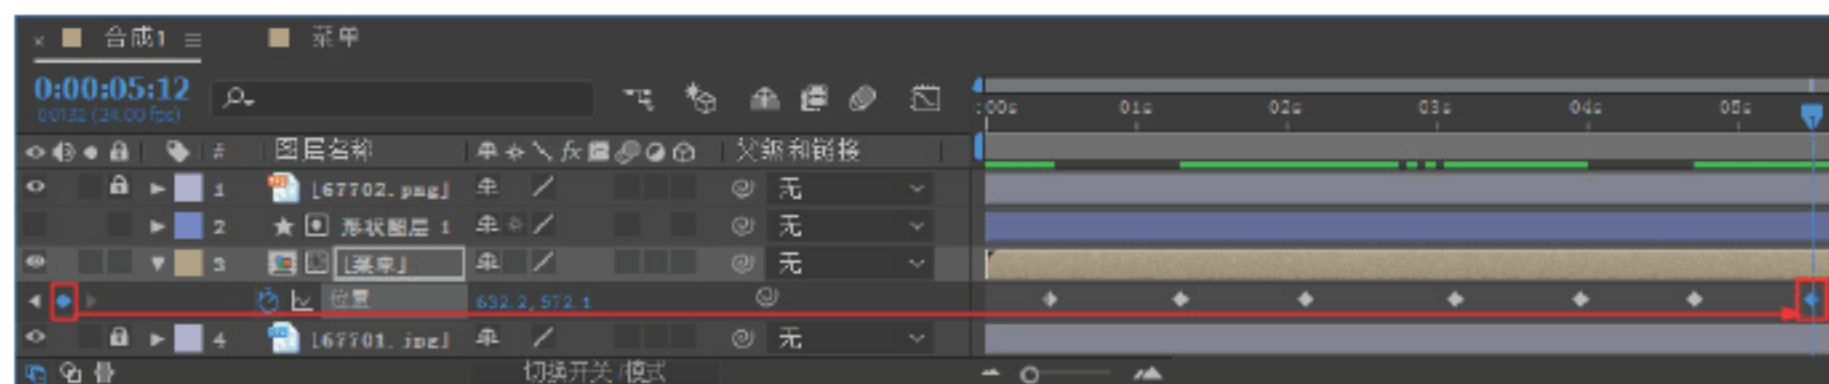 × 合成1 菜单
0:00:05:12
00132 (24.00 fps)
:00s 01s 02s 03s 04s 05s
# 图层名称 fx 父级和链接
1 [67702.png] 无
2 形状图层 1 无
3 无
位置 632.2, 572.1
4 [67701.jpg] 无
切换开关/模式